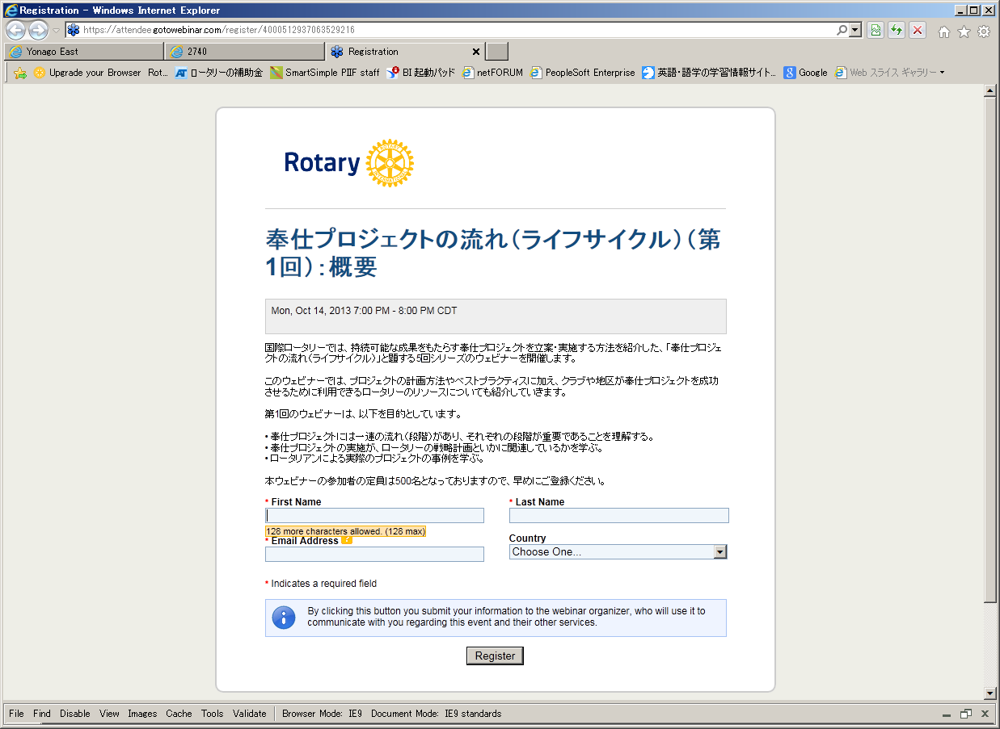 Registration - Windows Internet Explorer
https://attendee.gotowebinar.com/register/4000512937063529216
Yonago East
2740
Registration
Upgrade your Browser
Rot...
ロータリーの補助金
SmartSimple PIIF staff
BI 起動パッド
netFORUM
PeopleSoft Enterprise
英語・語学の学習情報サイト...
Google
Web スライス ギャラリー
Rotary
ROTARY
INTERNATIONAL
奉仕プロジェクトの流れ（ライフサイクル）（第
1回）：概要
Mon, Oct 14, 2013 7:00 PM - 8:00 PM CDT
国際ロータリーでは、持続可能な成果をもたらす奉仕プロジェクトを立案・実施する方法を紹介した、「奉仕プロジェ
クトの流れ（ライフサイクル）」と題する5回シリーズのウェビナーを開催します。
このウェビナーでは、プロジェクトの計画方法やベストプラクティスに加え、クラブや地区が奉仕プロジェクトを成功
させるために利用できるロータリーのリソースについても紹介していきます。
第1回のウェビナーは、以下を目的としています。
・奉仕プロジェクトには一連の流れ（段階）があり、それぞれの段階が重要であることを理解する。
・奉仕プロジェクトの実施が、ロータリーの戦略計画といかに関連しているかを学ぶ。
・ロータリアンによる実際のプロジェクトの事例を学ぶ。
本ウェビナーの参加者の定員は500名となっておりますので、早めにご登録ください。
* First Name
* Last Name
128 more characters allowed. (128 max)
* Email Address ?
Country
Choose One...
* Indicates a required field
By clicking this button you submit your information to the webinar organizer, who will use it to
communicate with you regarding this event and their other services.
Register
File Find Disable View Images Cache Tools Validate Browser Mode: IE9 Document Mode: IE9 standards